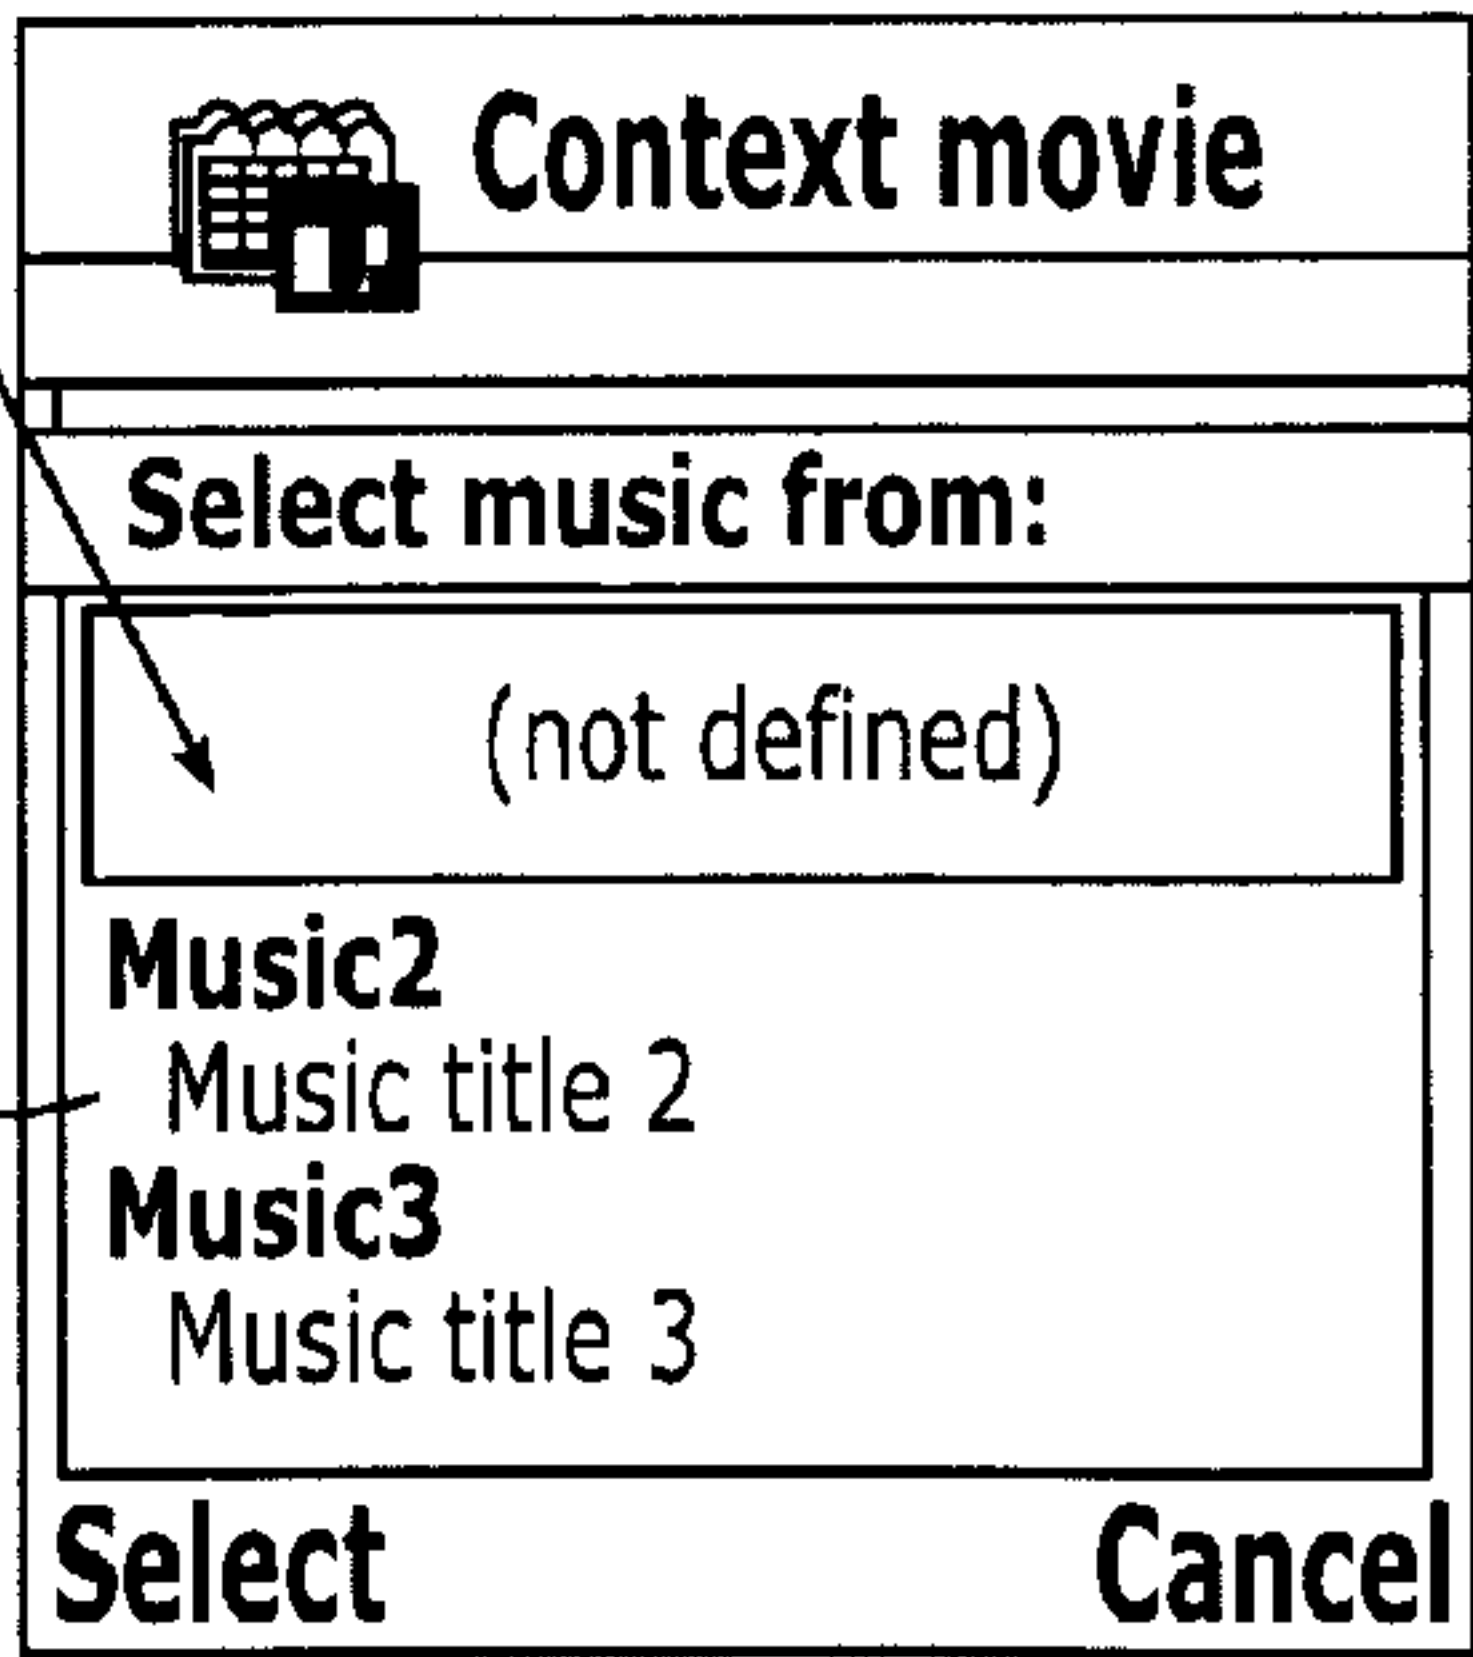 Context movie
Select music from:
(not defined)
Music2
Music title 2
Music3
Music title 3
Select Cancel